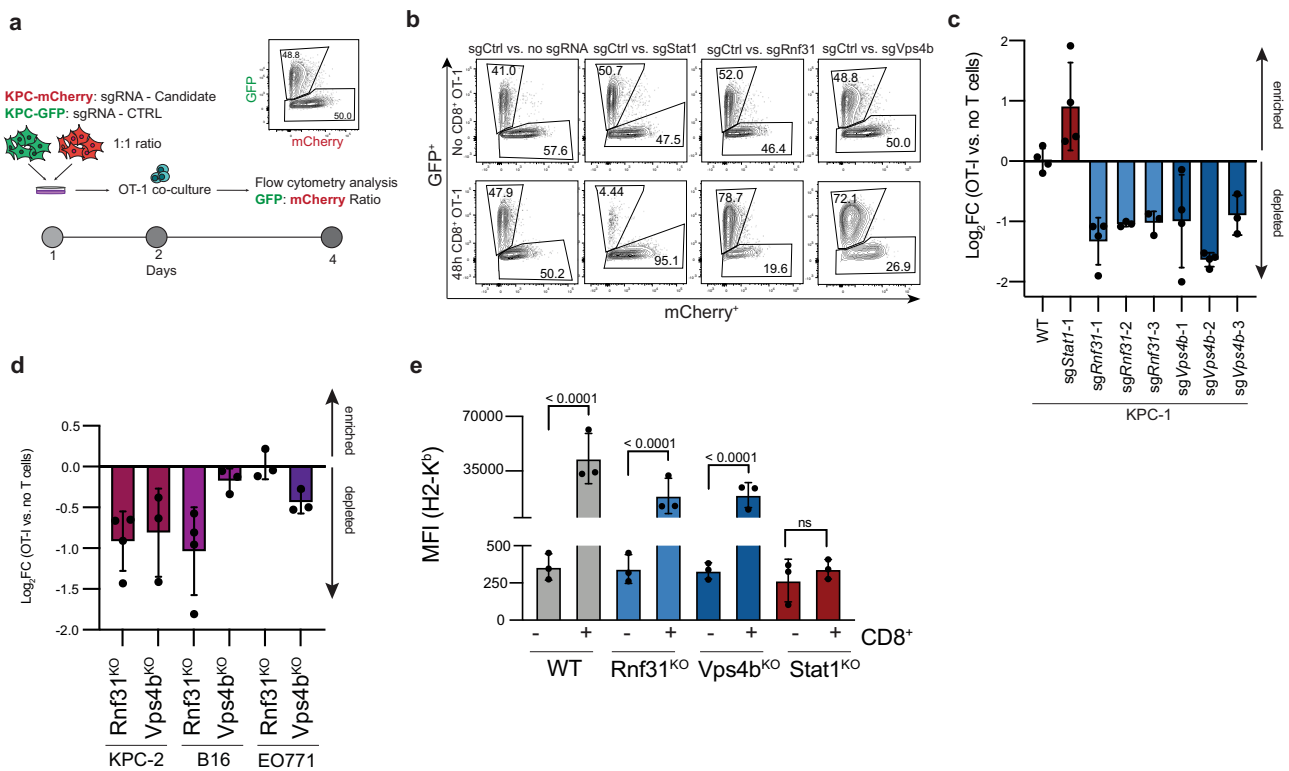 a
48.8
GFP
50.0
mCherry
KPC-mCherry: sgRNA - Candidate
KPC-GFP: sgRNA - CTRL
1:1 ratio
OT-1 co-culture
Flow cytometry analysis
GFP: mCherry Ratio
1
2
4
Days
b
sgCtrl vs. no sgRNA
sgCtrl vs. sgStat1
sgCtrl vs. sgRnf31
sgCtrl vs. sgVps4b
No CD8⁺ OT-1
41.0
57.6
50.7
47.5
52.0
46.4
48.8
50.0
GFP⁺
48h CD8⁺ OT-1
47.9
50.2
4.44
95.1
78.7
19.6
72.1
26.9
mCherry⁺
c
Log₂FC (OT-I vs. no T cells)
2
1
0
-1
-2
enriched
depleted
WT
sgStat1-1
sgRnf31-1
sgRnf31-2
sgRnf31-3
sgVps4b-1
sgVps4b-2
sgVps4b-3
KPC-1
d
Log₂FC (OT-I vs. no T cells)
0.5
0.0
-0.5
-1.0
-1.5
-2.0
enriched
depleted
Rnf31ᴷᴼ
Vps4bᴷᴼ
Rnf31ᴷᴼ
Vps4bᴷᴼ
Rnf31ᴷᴼ
Vps4bᴷᴼ
KPC-2
B16
EO771
e
MFI (H2-Kᵇ)
70000
35000
500
250
0
< 0.0001
< 0.0001
< 0.0001
ns
- + - + - + - + CD8⁺
WT
Rnf31ᴷᴼ
Vps4bᴷᴼ
Stat1ᴷᴼ